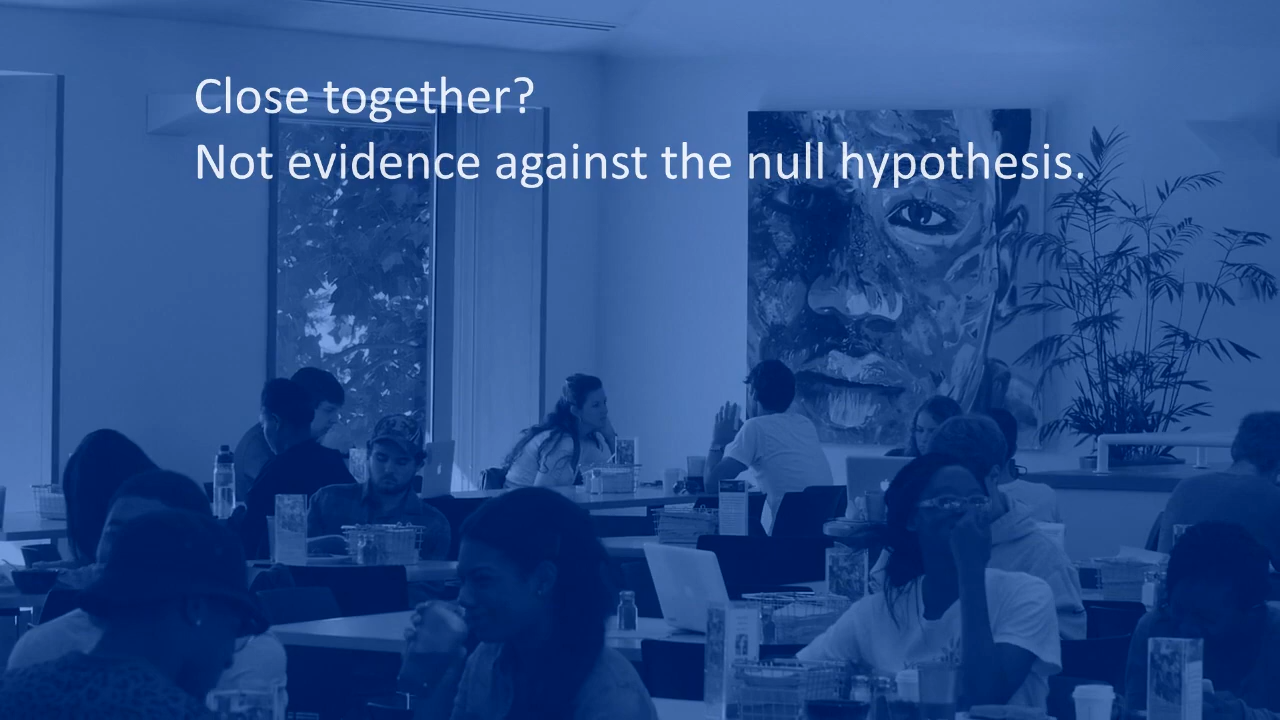 Close together?
Not evidence against the null hypothesis.